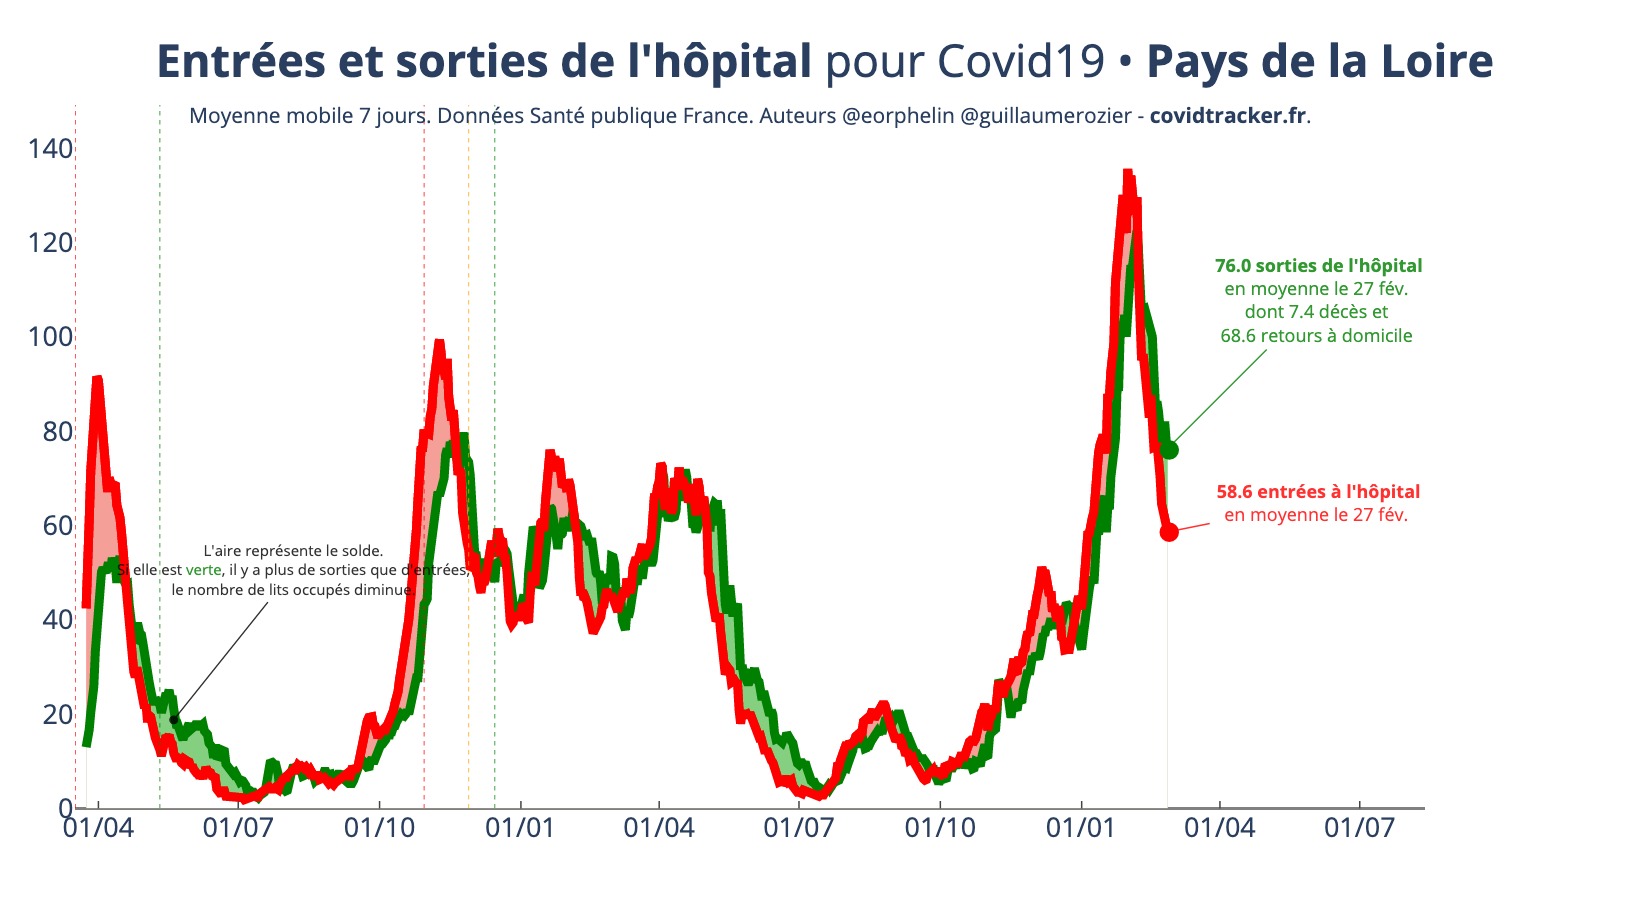 Entrées et sorties de l'hôpital pour Covid19 • Pays de la Loire
Moyenne mobile 7 jours. Données Santé publique France. Auteurs @eorphelin @guillaumerozier - covidtracker.fr.
140
120
100
80
60
40
20
0
76.0 sorties de l'hôpital
en moyenne le 27 fév.
dont 7.4 décès et
68.6 retours à domicile
58.6 entrées à l'hôpital
en moyenne le 27 fév.
L'aire représente le solde.
Si elle est verte, il y a plus de sorties que d'entrées,
le nombre de lits occupés diminue.
01/04 01/07 01/10 01/01 01/04 01/07 01/10 01/01 01/04 01/07